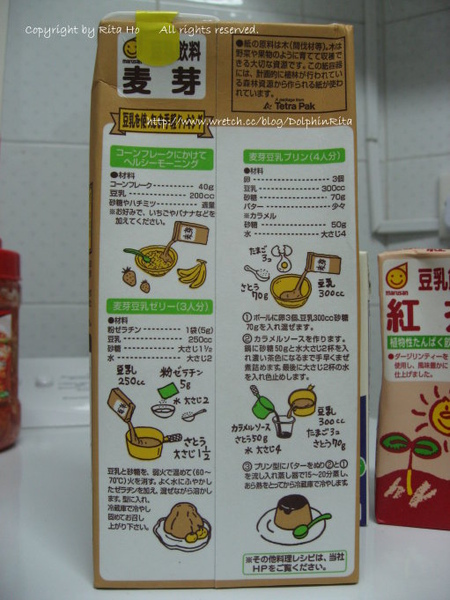 Copyright by Rita Ho All rights reserved.
marusan
飲料
麦芽
●紙の原料は木(間伐材等)。木は
野菜や果物のように育てて収穫で
きる大切な資源です。この紙容器
には、計画的に植林が行われてい
る森林資源から作られる紙が使わ
れています。
Tetra Pak
http://www.wretch.cc/blog/DolphinRita
コーンフレークにかけて
ヘルシーモーニング
●材料
コーンフレーク 40g
豆乳 200cc
砂糖やハチミツ 適量
※お好みで、いちごやバナナなどを
加えてください。
麦芽豆乳ゼリー(3人分)
●材料
粉ゼラチン 1袋(5g)
豆乳 250cc
砂糖 大さじ1½
水 大さじ2
豆乳
250cc
粉ゼラチン
5g
水 大さじ2
さとう
大さじ1½
豆乳と砂糖を、弱火で温めて(60〜
70℃)火を消す。よく水にふやかし
たゼラチンを加え、混ぜながら溶かし
ます。型に入れ、
冷蔵庫で冷や
し固めてお召し
上がり下さい。
麦芽豆乳プリン(4人分)
●材料
卵 3個
豆乳 300cc
砂糖 70g
バター 少々
※カラメル
砂糖 50g
水 大さじ4
たまご
3コ
さとう
70g
豆乳
300cc
①ボールに卵3個、豆乳300cc砂糖
70gを入れ混ぜます。
②カラメルソースを作ります。
鍋に砂糖50gと水大さじ2杯を
入れ濃い茶色になるまで手早くまぜ
煮詰めます。最後に大さじ2杯の水
を入れ色止めします。
カラメルソース
さとう50g
水 大さじ4
豆乳
300cc
たまご3コ
さとう70g
③プリン型にバターをぬり②と①
を流し入れ蒸し器で15〜20分蒸し、
あら熱をとってから冷蔵庫で冷やします。
※その他料理レシピは、当社
HPをご覧ください。
marusan
豆乳
紅
植物性たんぱく飲
●ダージリンティーを
使用し、風味豊かに
仕上げました。